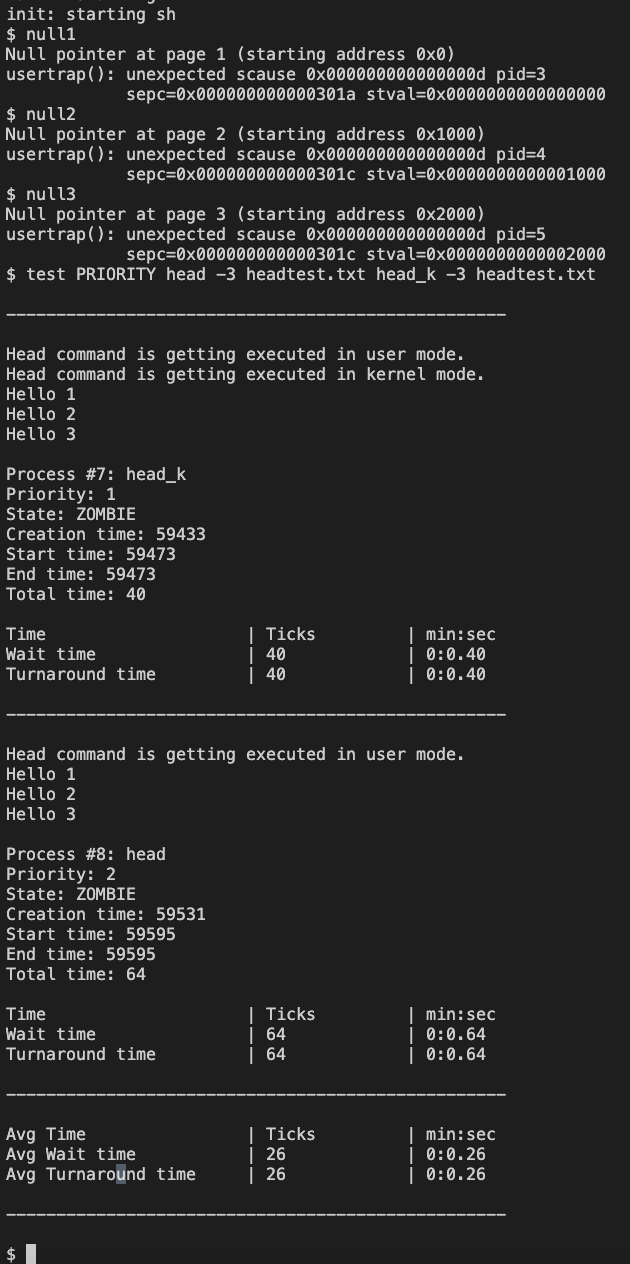 init: starting sh
$ null1
Null pointer at page 1 (starting address 0x0)
usertrap(): unexpected scause 0x000000000000000d pid=3
            sepc=0x000000000000301a stval=0x0000000000000000
$ null2
Null pointer at page 2 (starting address 0x1000)
usertrap(): unexpected scause 0x000000000000000d pid=4
            sepc=0x000000000000301c stval=0x0000000000001000
$ null3
Null pointer at page 3 (starting address 0x2000)
usertrap(): unexpected scause 0x000000000000000d pid=5
            sepc=0x000000000000301c stval=0x0000000000002000
$ test PRIORITY head -3 headtest.txt head_k -3 headtest.txt
__________________________________________________
Head command is getting executed in user mode.
Head command is getting executed in kernel mode.
Hello 1
Hello 2
Hello 3
Process #7: head_k
Priority: 1
State: ZOMBIE
Creation time: 59433
Start time: 59473
End time: 59473
Total time: 40
Time                    | Ticks         | min:sec
Wait time               | 40            | 0:0.40
Turnaround time         | 40            | 0:0.40
__________________________________________________
Head command is getting executed in user mode.
Hello 1
Hello 2
Hello 3
Process #8: head
Priority: 2
State: ZOMBIE
Creation time: 59531
Start time: 59595
End time: 59595
Total time: 64
Time                    | Ticks         | min:sec
Wait time               | 64            | 0:0.64
Turnaround time         | 64            | 0:0.64
__________________________________________________
Avg Time                | Ticks         | min:sec
Avg Wait time           | 26            | 0:0.26
Avg Turnaround time     | 26            | 0:0.26
__________________________________________________
$